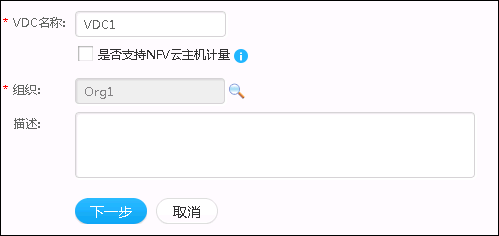 * VDC名称: VDC1
是否支持NFV云主机计量
* 组织: Org1
描述:
下一步 取消